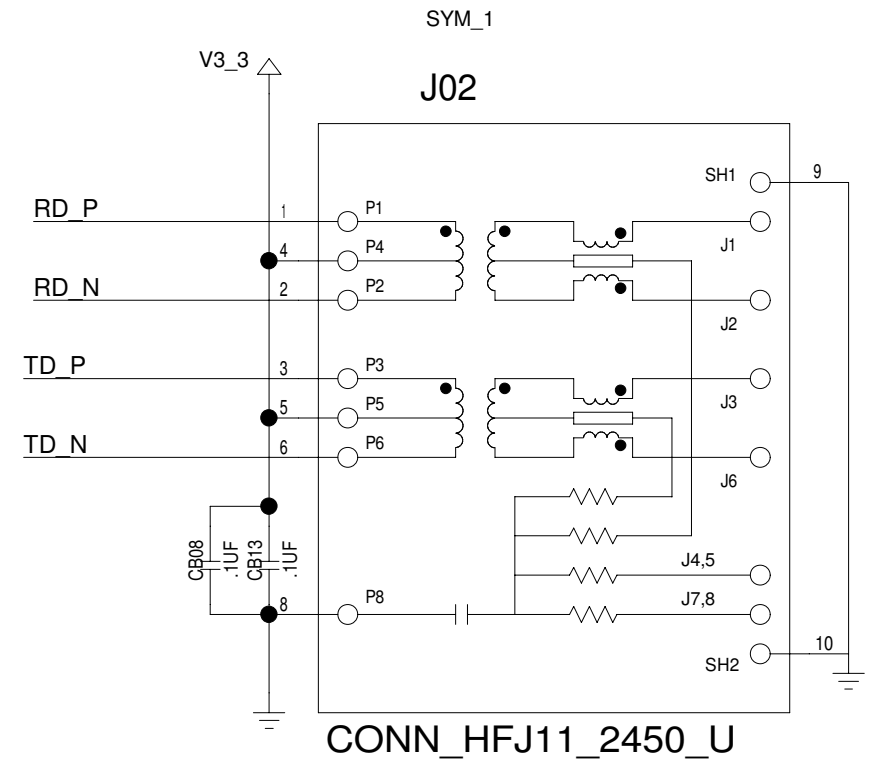 SYM_1
V3_3
J02
SH1
9
RD_P
1
P1
J1
4
P4
RD_N
2
P2
J2
TD_P
3
P3
J3
5
P5
TD_N
6
P6
J6
CB08
.1UF
CB13
.1UF
J4,5
8
P8
J7,8
10
SH2
CONN_HFJ11_2450_U